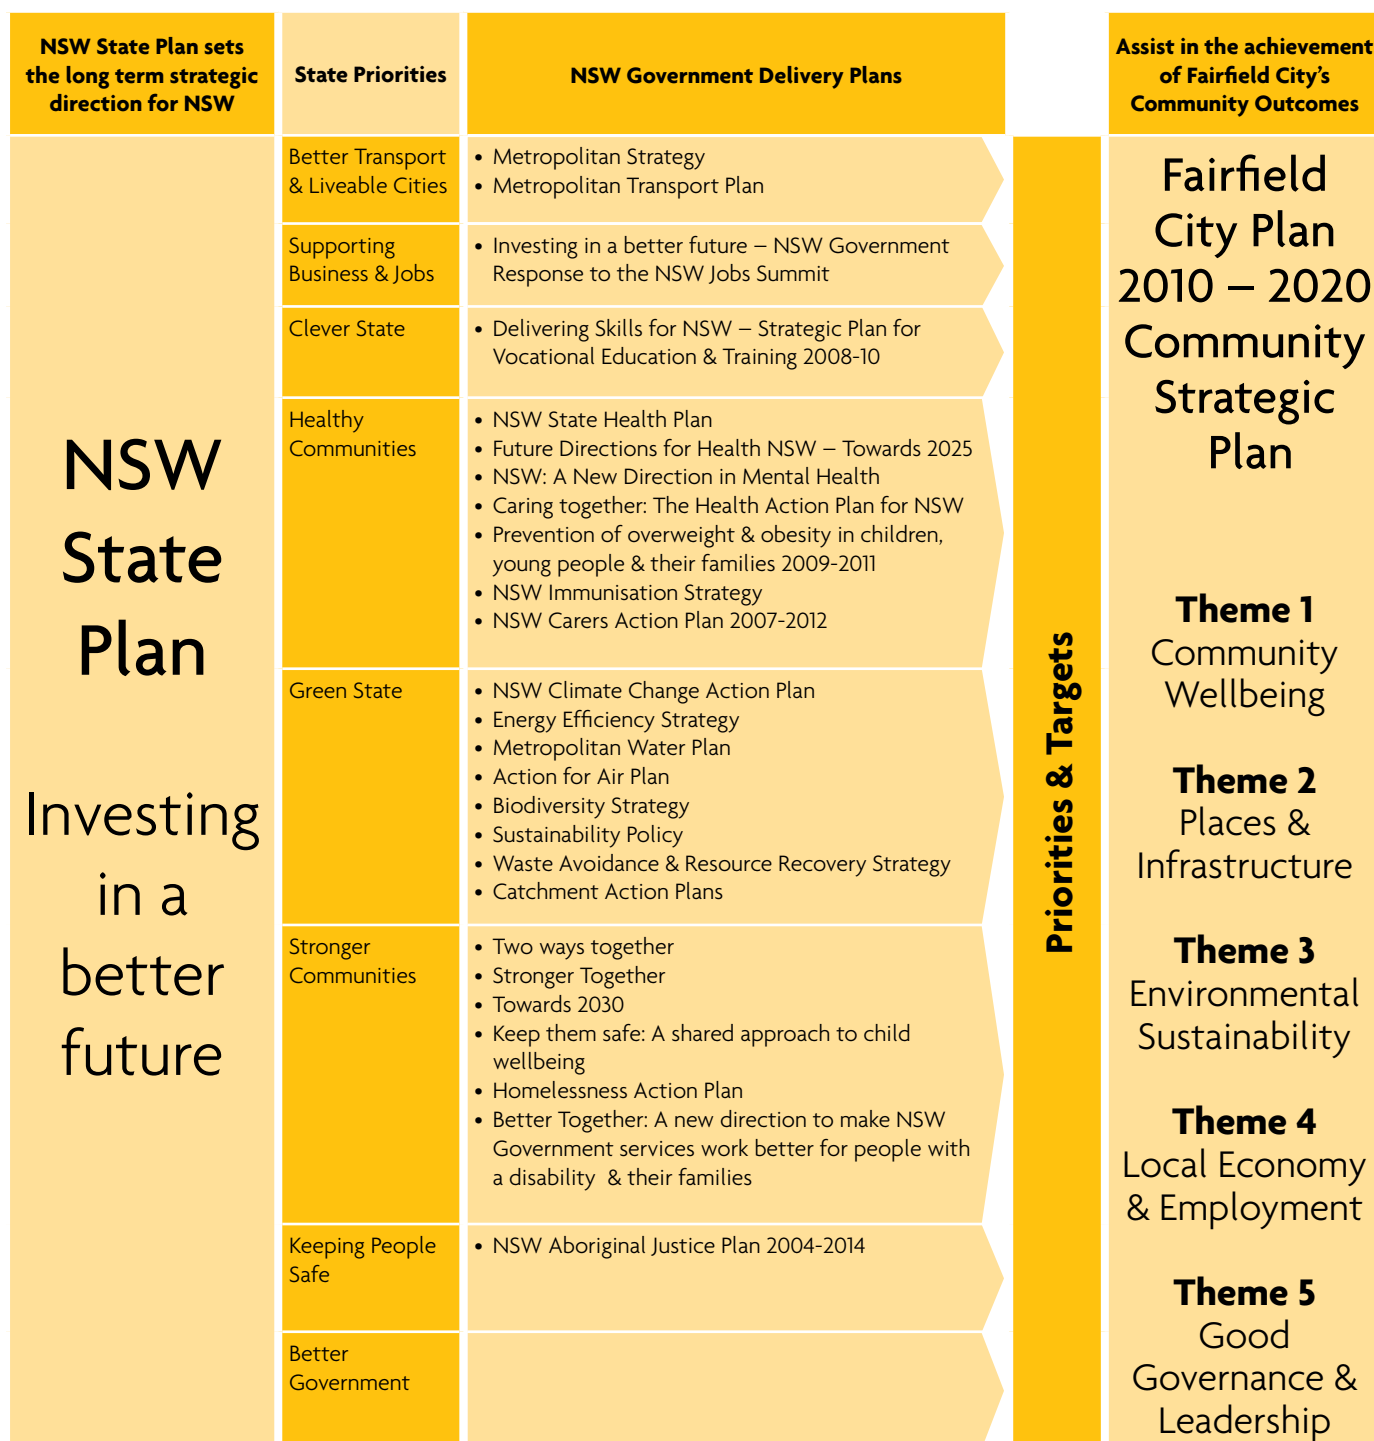 NSW State Plan sets
the long term strategic
direction for NSW
State Priorities
NSW Government Delivery Plans
Assist in the achievement
of Fairfield City's
Community Outcomes
NSW
State
Plan
Investing
in a
better
future
Better Transport
& Liveable Cities
• Metropolitan Strategy
• Metropolitan Transport Plan
Supporting
Business & Jobs
• Investing in a better future – NSW Government
Response to the NSW Jobs Summit
Clever State
• Delivering Skills for NSW – Strategic Plan for
Vocational Education & Training 2008-10
Healthy
Communities
• NSW State Health Plan
• Future Directions for Health NSW – Towards 2025
• NSW: A New Direction in Mental Health
• Caring together: The Health Action Plan for NSW
• Prevention of overweight & obesity in children,
young people & their families 2009-2011
• NSW Immunisation Strategy
• NSW Carers Action Plan 2007-2012
Green State
• NSW Climate Change Action Plan
• Energy Efficiency Strategy
• Metropolitan Water Plan
• Action for Air Plan
• Biodiversity Strategy
• Sustainability Policy
• Waste Avoidance & Resource Recovery Strategy
• Catchment Action Plans
Stronger
Communities
• Two ways together
• Stronger Together
• Towards 2030
• Keep them safe: A shared approach to child
wellbeing
• Homelessness Action Plan
• Better Together: A new direction to make NSW
Government services work better for people with
a disability & their families
Keeping People
Safe
• NSW Aboriginal Justice Plan 2004-2014
Better
Government
Priorities & Targets
Fairfield
City Plan
2010 – 2020
Community
Strategic
Plan
Theme 1
Community
Wellbeing
Theme 2
Places &
Infrastructure
Theme 3
Environmental
Sustainability
Theme 4
Local Economy
& Employment
Theme 5
Good
Governance &
Leadership